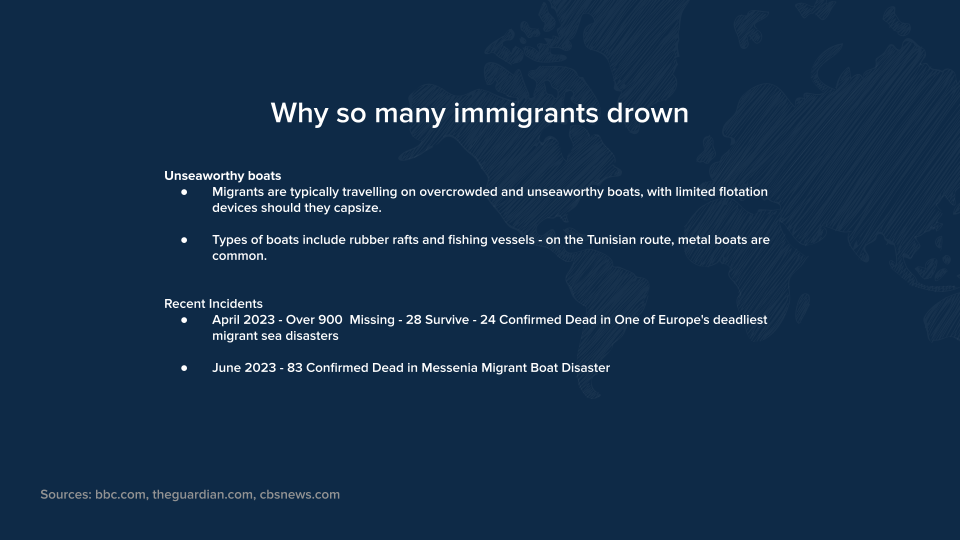 Why so many immigrants drown
Unseaworthy boats
● Migrants are typically travelling on overcrowded and unseaworthy boats, with limited flotation
devices should they capsize.
● Types of boats include rubber rafts and fishing vessels - on the Tunisian route, metal boats are
common.
Recent Incidents
● April 2023 - Over 900  Missing - 28 Survive - 24 Confirmed Dead in One of Europe's deadliest
migrant sea disasters
● June 2023 - 83 Confirmed Dead in Messenia Migrant Boat Disaster
Sources: bbc.com, theguardian.com, cbsnews.com